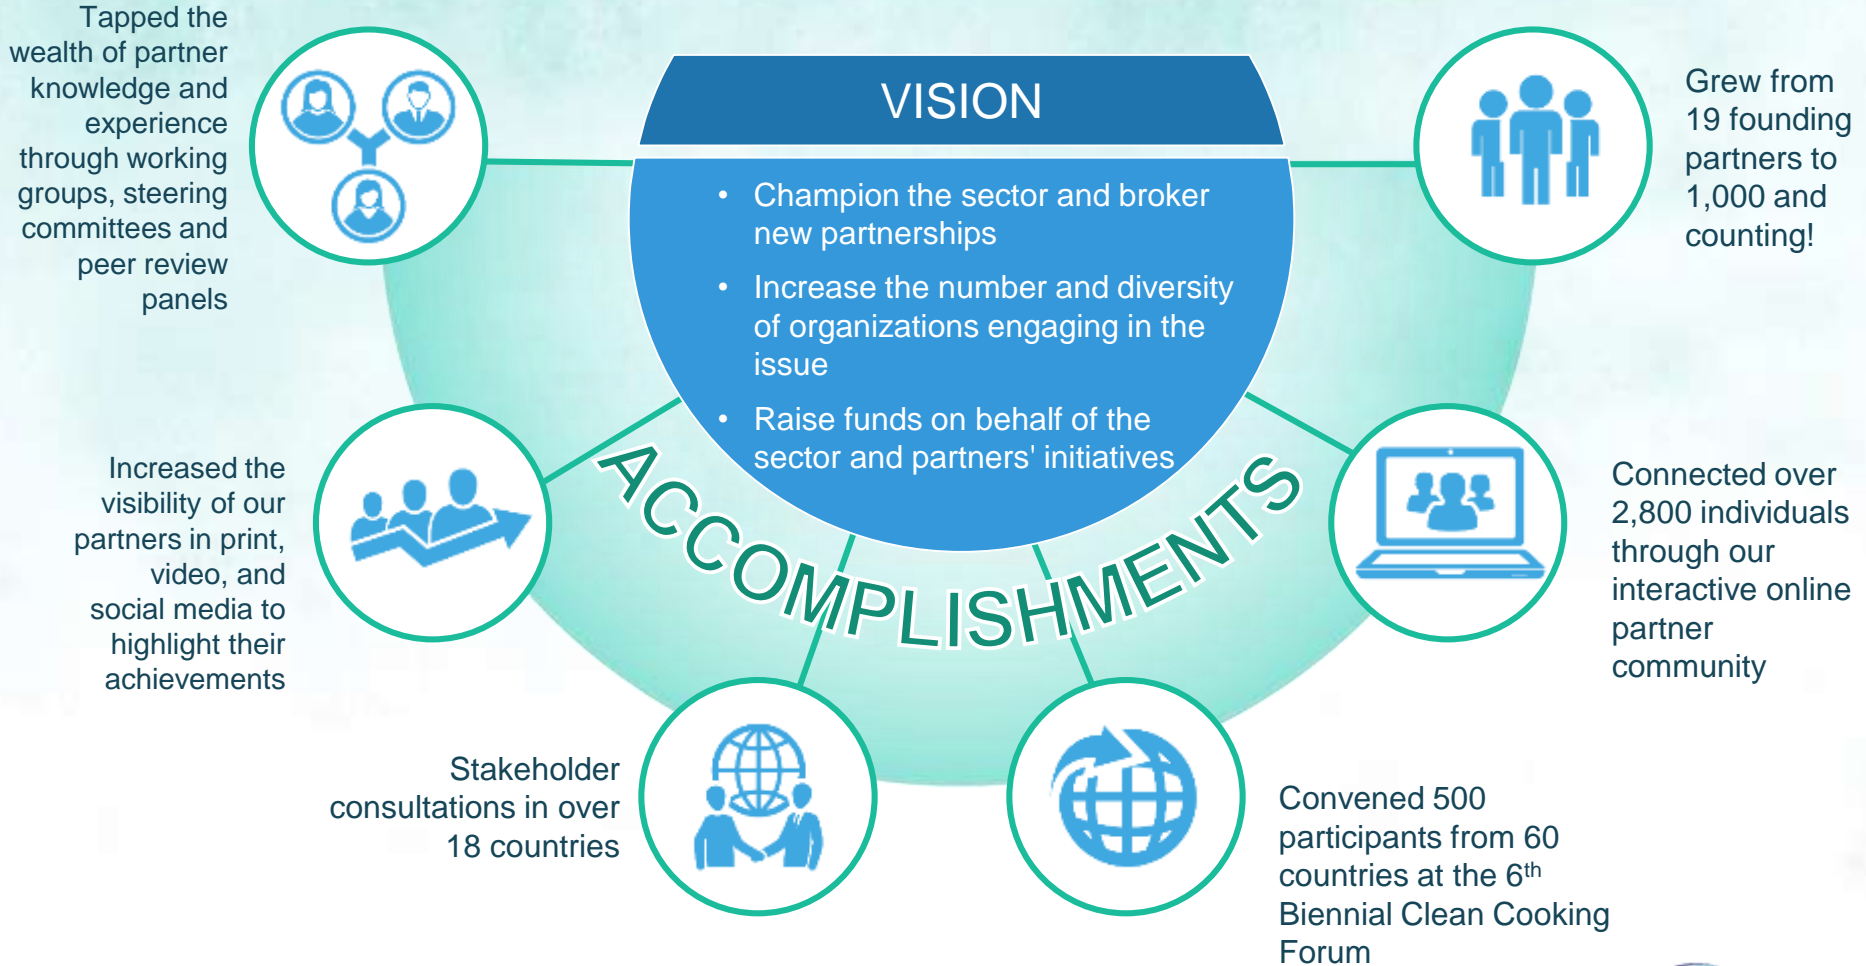 Tapped the
wealth of partner
knowledge and
experience
through working
groups, steering
committees and
peer review
panels
VISION
• Champion the sector and broker
new partnerships
• Increase the number and diversity
of organizations engaging in the
issue
• Raise funds on behalf of the
sector and partners' initiatives
Grew from
19 founding
partners to
1,000 and
counting!
ACCOMPLISHMENTS
Increased the
visibility of our
partners in print,
video, and
social media to
highlight their
achievements
Connected over
2,800 individuals
through our
interactive online
partner
community
Stakeholder
consultations in over
18 countries
Convened 500
participants from 60
countries at the 6th
Biennial Clean Cooking
Forum